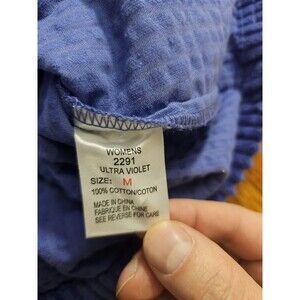 WOMENS
2291
ULTRA VIOLET
SIZE: M
100% COTTON/COTON
MADE IN CHINA
FABRIQUE EN CHINE
SEE REVERSE FOR CARE